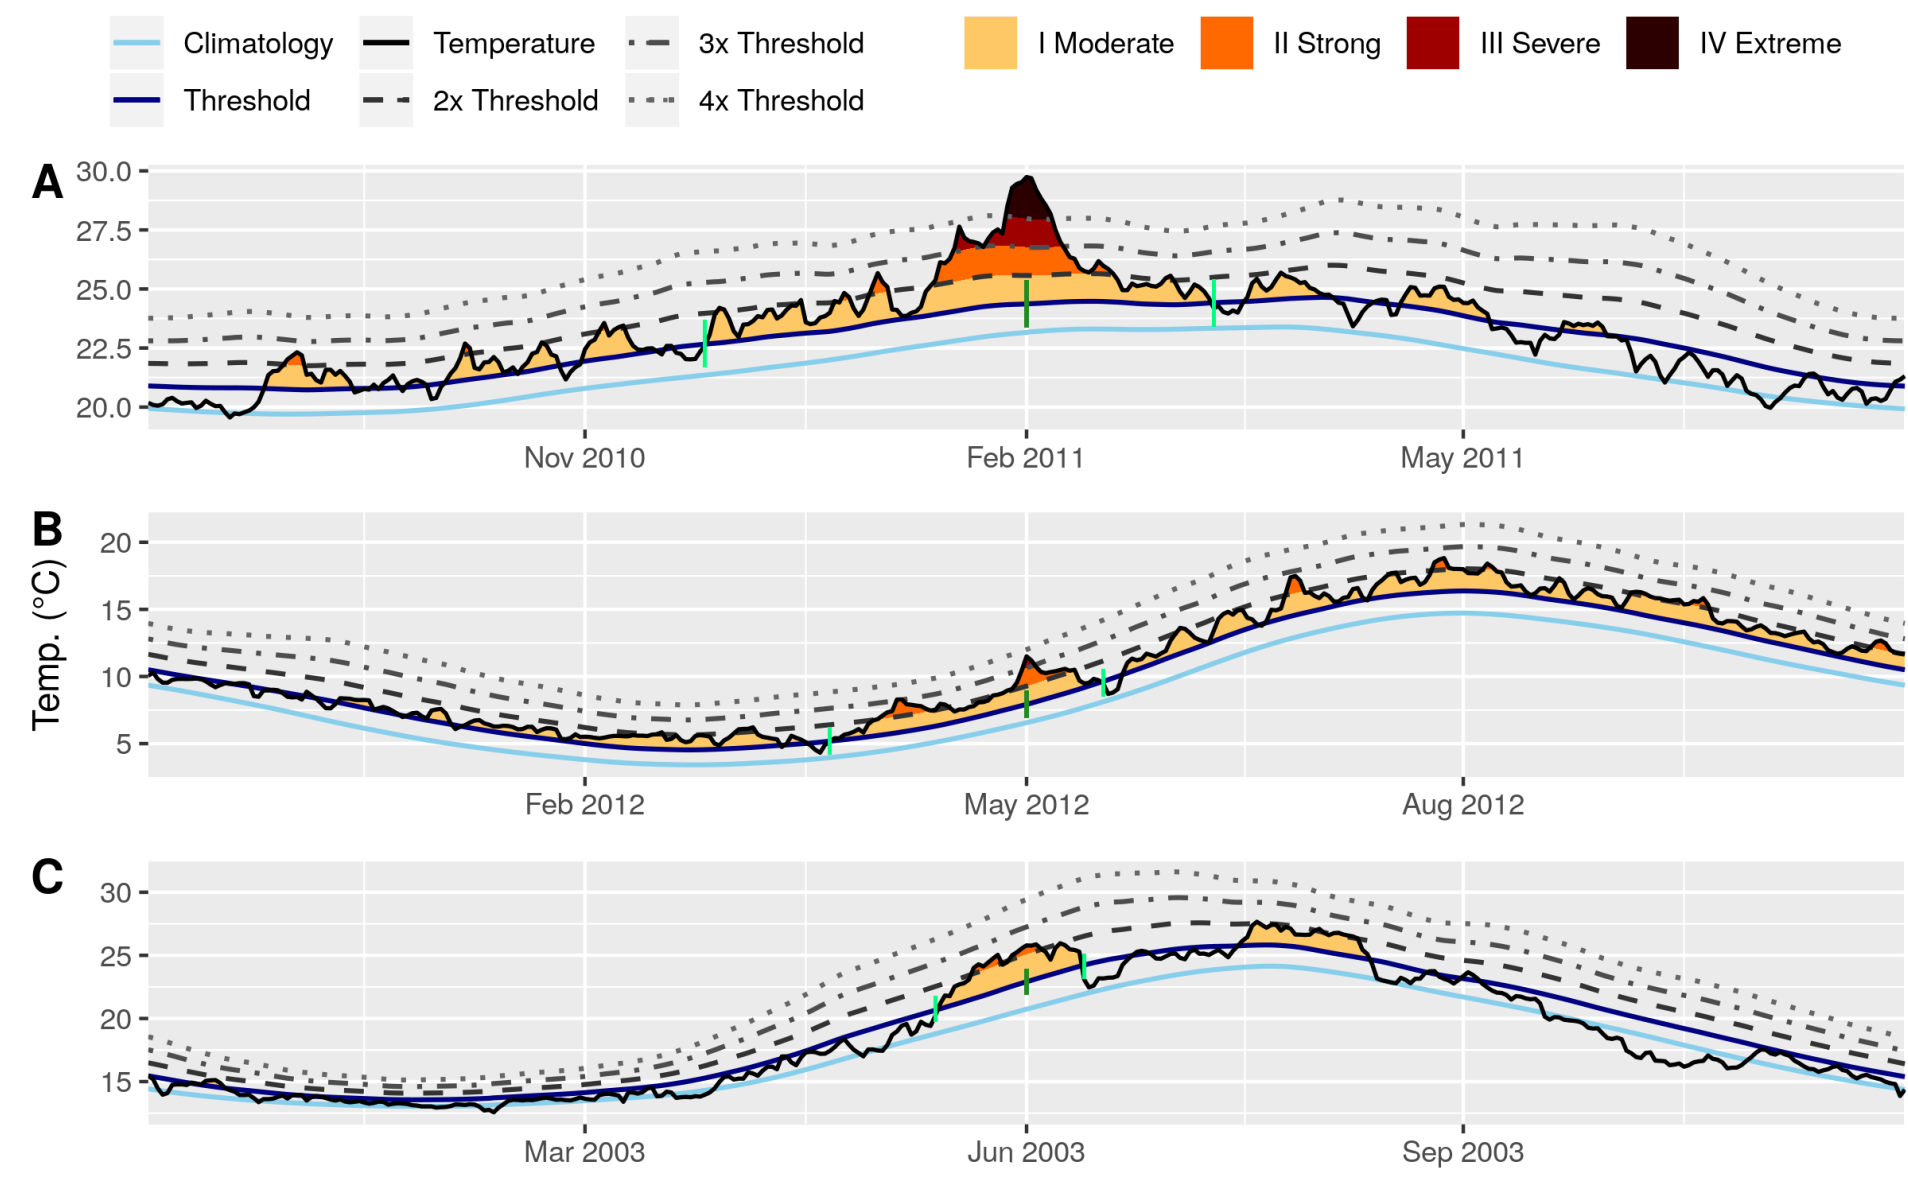 Climatology Temperature 3x Threshold I Moderate II Strong III Severe IV Extreme
Threshold 2x Threshold 4x Threshold
A
30.0
27.5
25.0
22.5
20.0
Nov 2010 Feb 2011 May 2011
B
Temp. (°C)
20
15
10
5
Feb 2012 May 2012 Aug 2012
C
30
25
20
15
Mar 2003 Jun 2003 Sep 2003